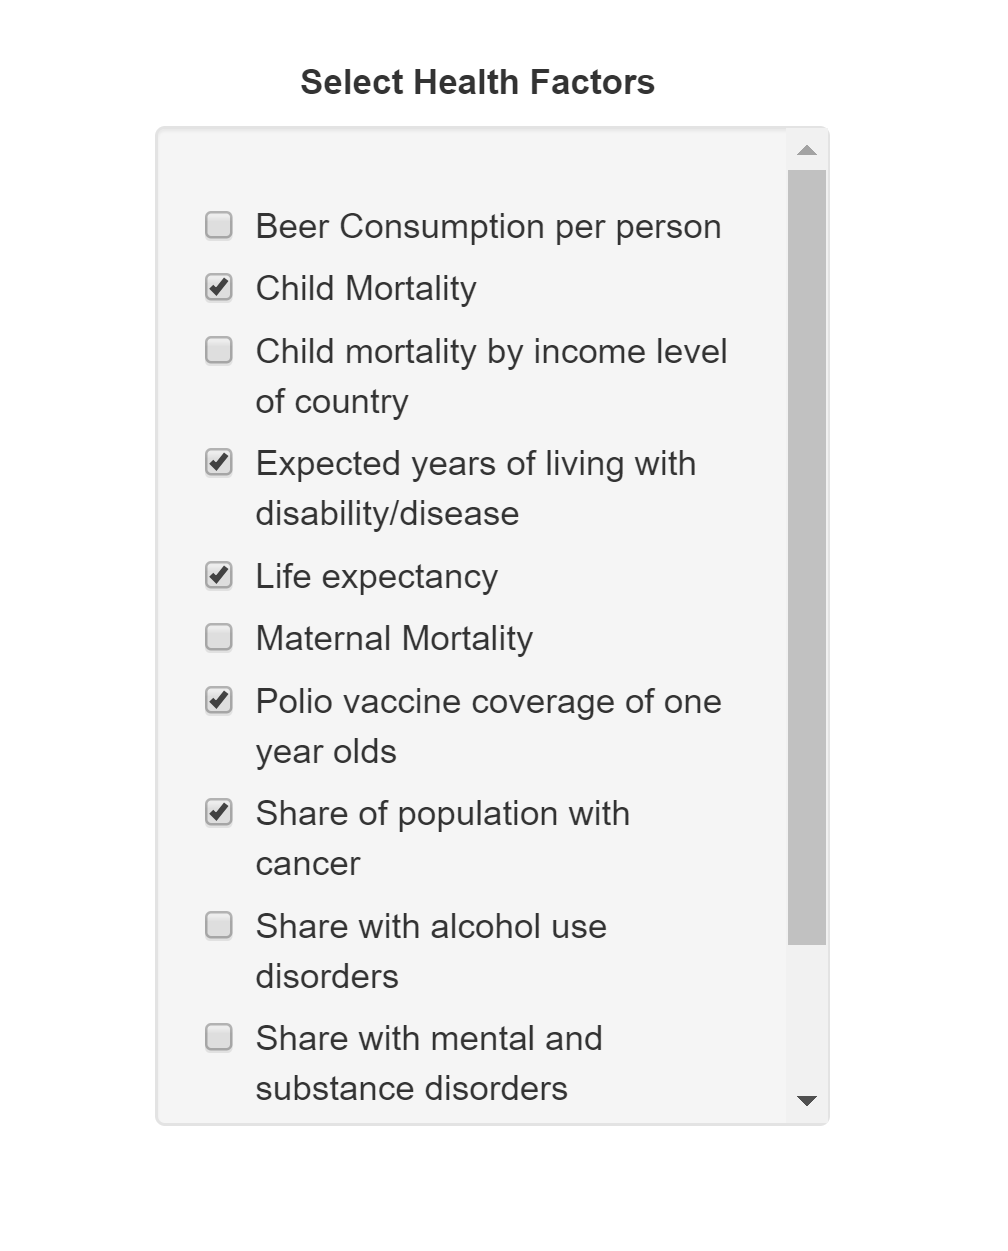 Select Health Factors
Beer Consumption per person
Child Mortality
Child mortality by income level
of country
Expected years of living with
disability/disease
Life expectancy
Maternal Mortality
Polio vaccine coverage of one
year olds
Share of population with
cancer
Share with alcohol use
disorders
Share with mental and
substance disorders